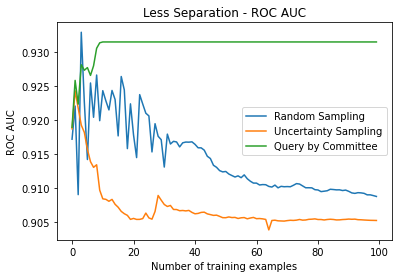 Less Separation - ROC AUC
ROC AUC
0.930
0.925
0.920
0.915
0.910
0.905
Random Sampling
Uncertainty Sampling
Query by Committee
0 20 40 60 80 100
Number of training examples